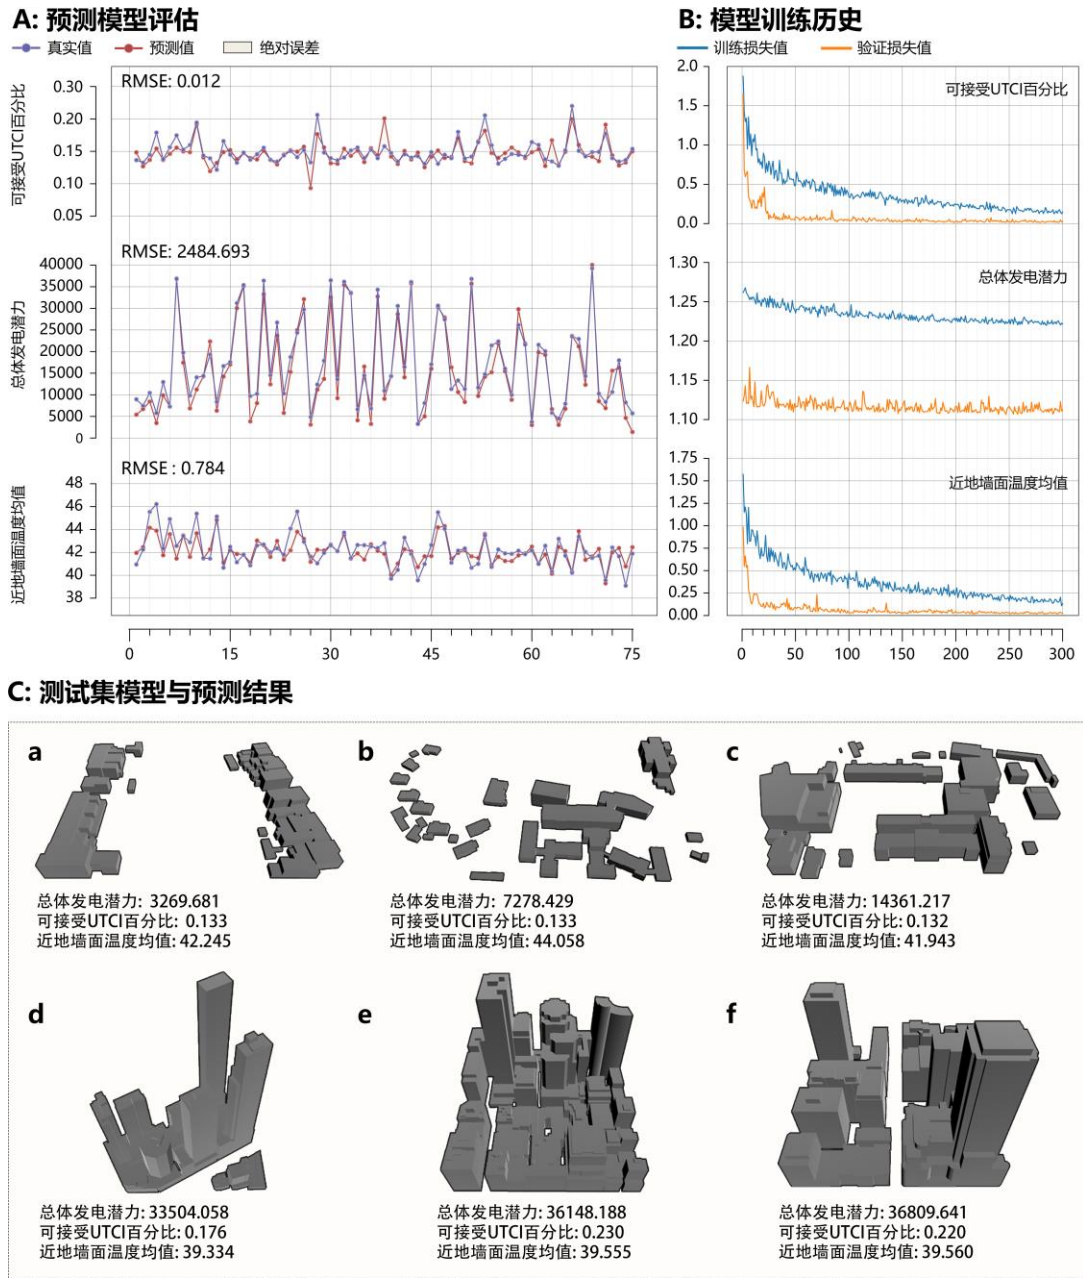 A: 预测模型评估
真实值 预测值 绝对误差
可接受UTCI百分比
RMSE: 0.012
0.30
0.20
0.15
0.10
0.05
总体发电潜力
RMSE: 2484.693
40000
35000
30000
25000
20000
15000
10000
5000
0
近地墙面温度均值
RMSE : 0.784
48
46
44
42
40
38
0 15 30 45 60 75
B: 模型训练历史
训练损失值 验证损失值
可接受UTCI百分比
2.0
1.5
1.0
0.5
0.0
总体发电潜力
1.30
1.25
1.20
1.15
1.10
近地墙面温度均值
1.75
1.50
1.25
1.00
0.75
0.50
0.25
0.00
0 50 100 150 200 250 300
C: 测试集模型与预测结果
a
总体发电潜力: 3269.681
可接受UTCI百分比: 0.133
近地墙面温度均值: 42.245
b
总体发电潜力: 7278.429
可接受UTCI百分比: 0.133
近地墙面温度均值: 44.058
c
总体发电潜力: 14361.217
可接受UTCI百分比: 0.132
近地墙面温度均值: 41.943
d
总体发电潜力: 33504.058
可接受UTCI百分比: 0.176
近地墙面温度均值: 39.334
e
总体发电潜力: 36148.188
可接受UTCI百分比: 0.230
近地墙面温度均值: 39.555
f
总体发电潜力: 36809.641
可接受UTCI百分比: 0.220
近地墙面温度均值: 39.560